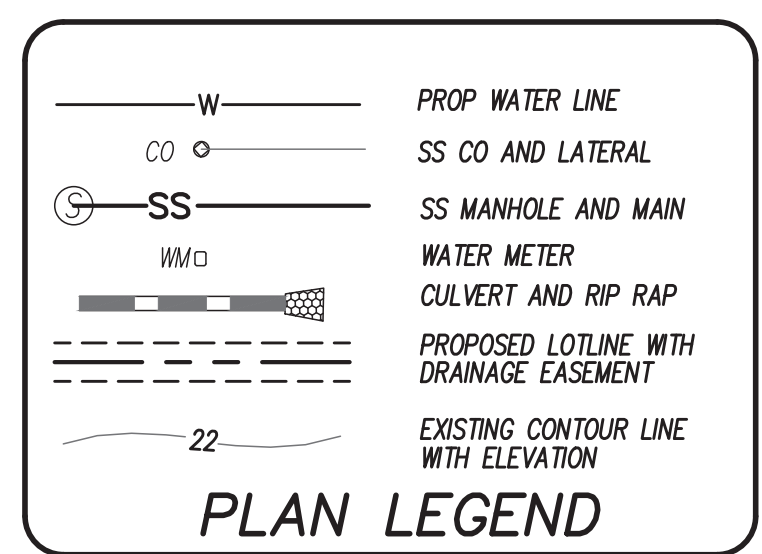 W PROP WATER LINE
CO SS CO AND LATERAL
S SS SS MANHOLE AND MAIN
WM WATER METER
CULVERT AND RIP RAP
PROPOSED LOTLINE WITH
DRAINAGE EASEMENT
22 EXISTING CONTOUR LINE
WITH ELEVATION
PLAN LEGEND